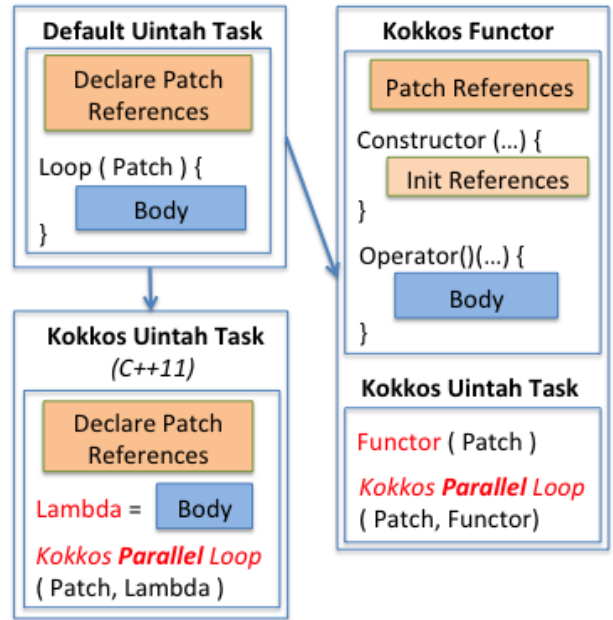 Default Uintah Task
Declare Patch
References
Loop ( Patch ) {
Body
}
Kokkos Uintah Task
(C++11)
Declare Patch
References
Lambda = Body
Kokkos Parallel Loop
( Patch, Lambda )
Kokkos Functor
Patch References
Constructor (...) {
Init References
}
Operator()(...) {
Body
}
Kokkos Uintah Task
Functor ( Patch )
Kokkos Parallel Loop
( Patch, Functor)